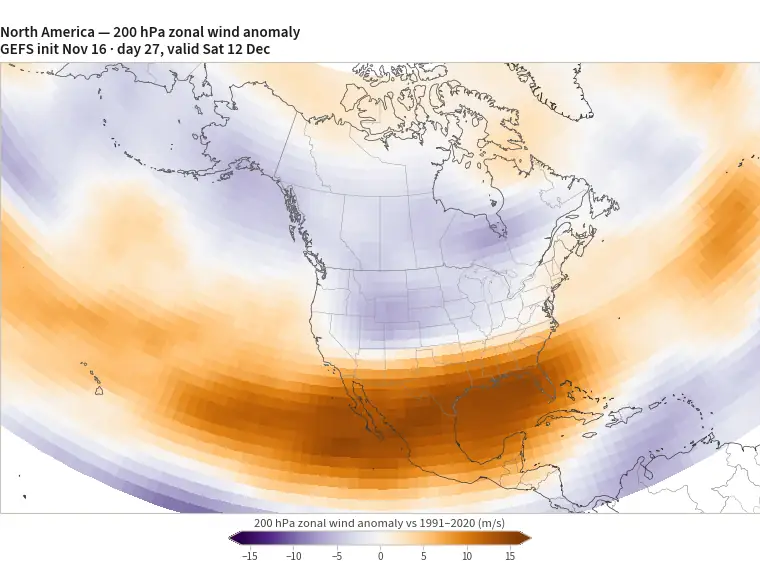 North America — 200 hPa zonal wind anomaly
GEFS init Nov 16 · day 27, valid Sat 12 Dec
200 hPa zonal wind anomaly vs 1991–2020 (m/s)
−15 −10 −5 0 5 10 15